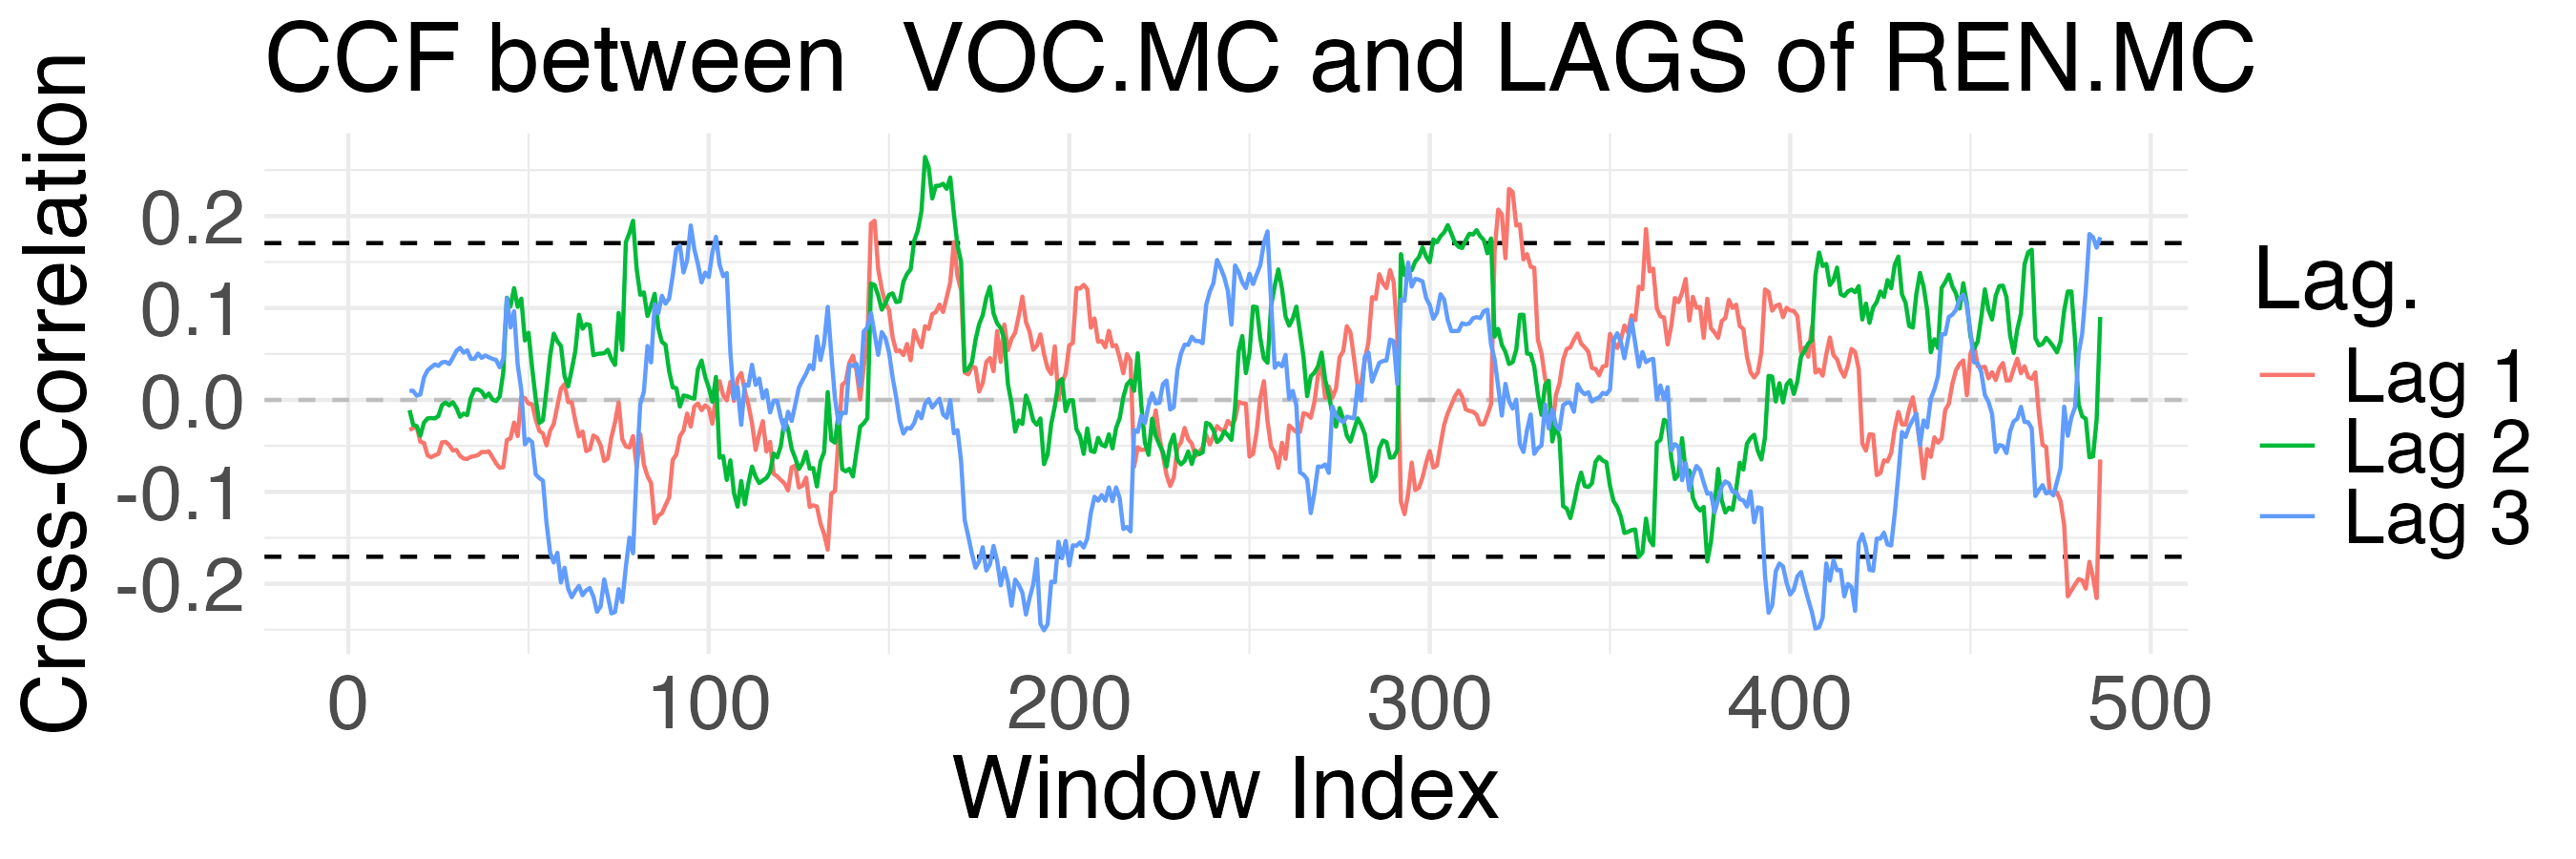 CCF between  VOC.MC and LAGS of REN.MC
Cross-Correlation
0.2
0.1
0.0
-0.1
-0.2
0 100 200 300 400 500
Window Index
Lag.
Lag 1
Lag 2
Lag 3